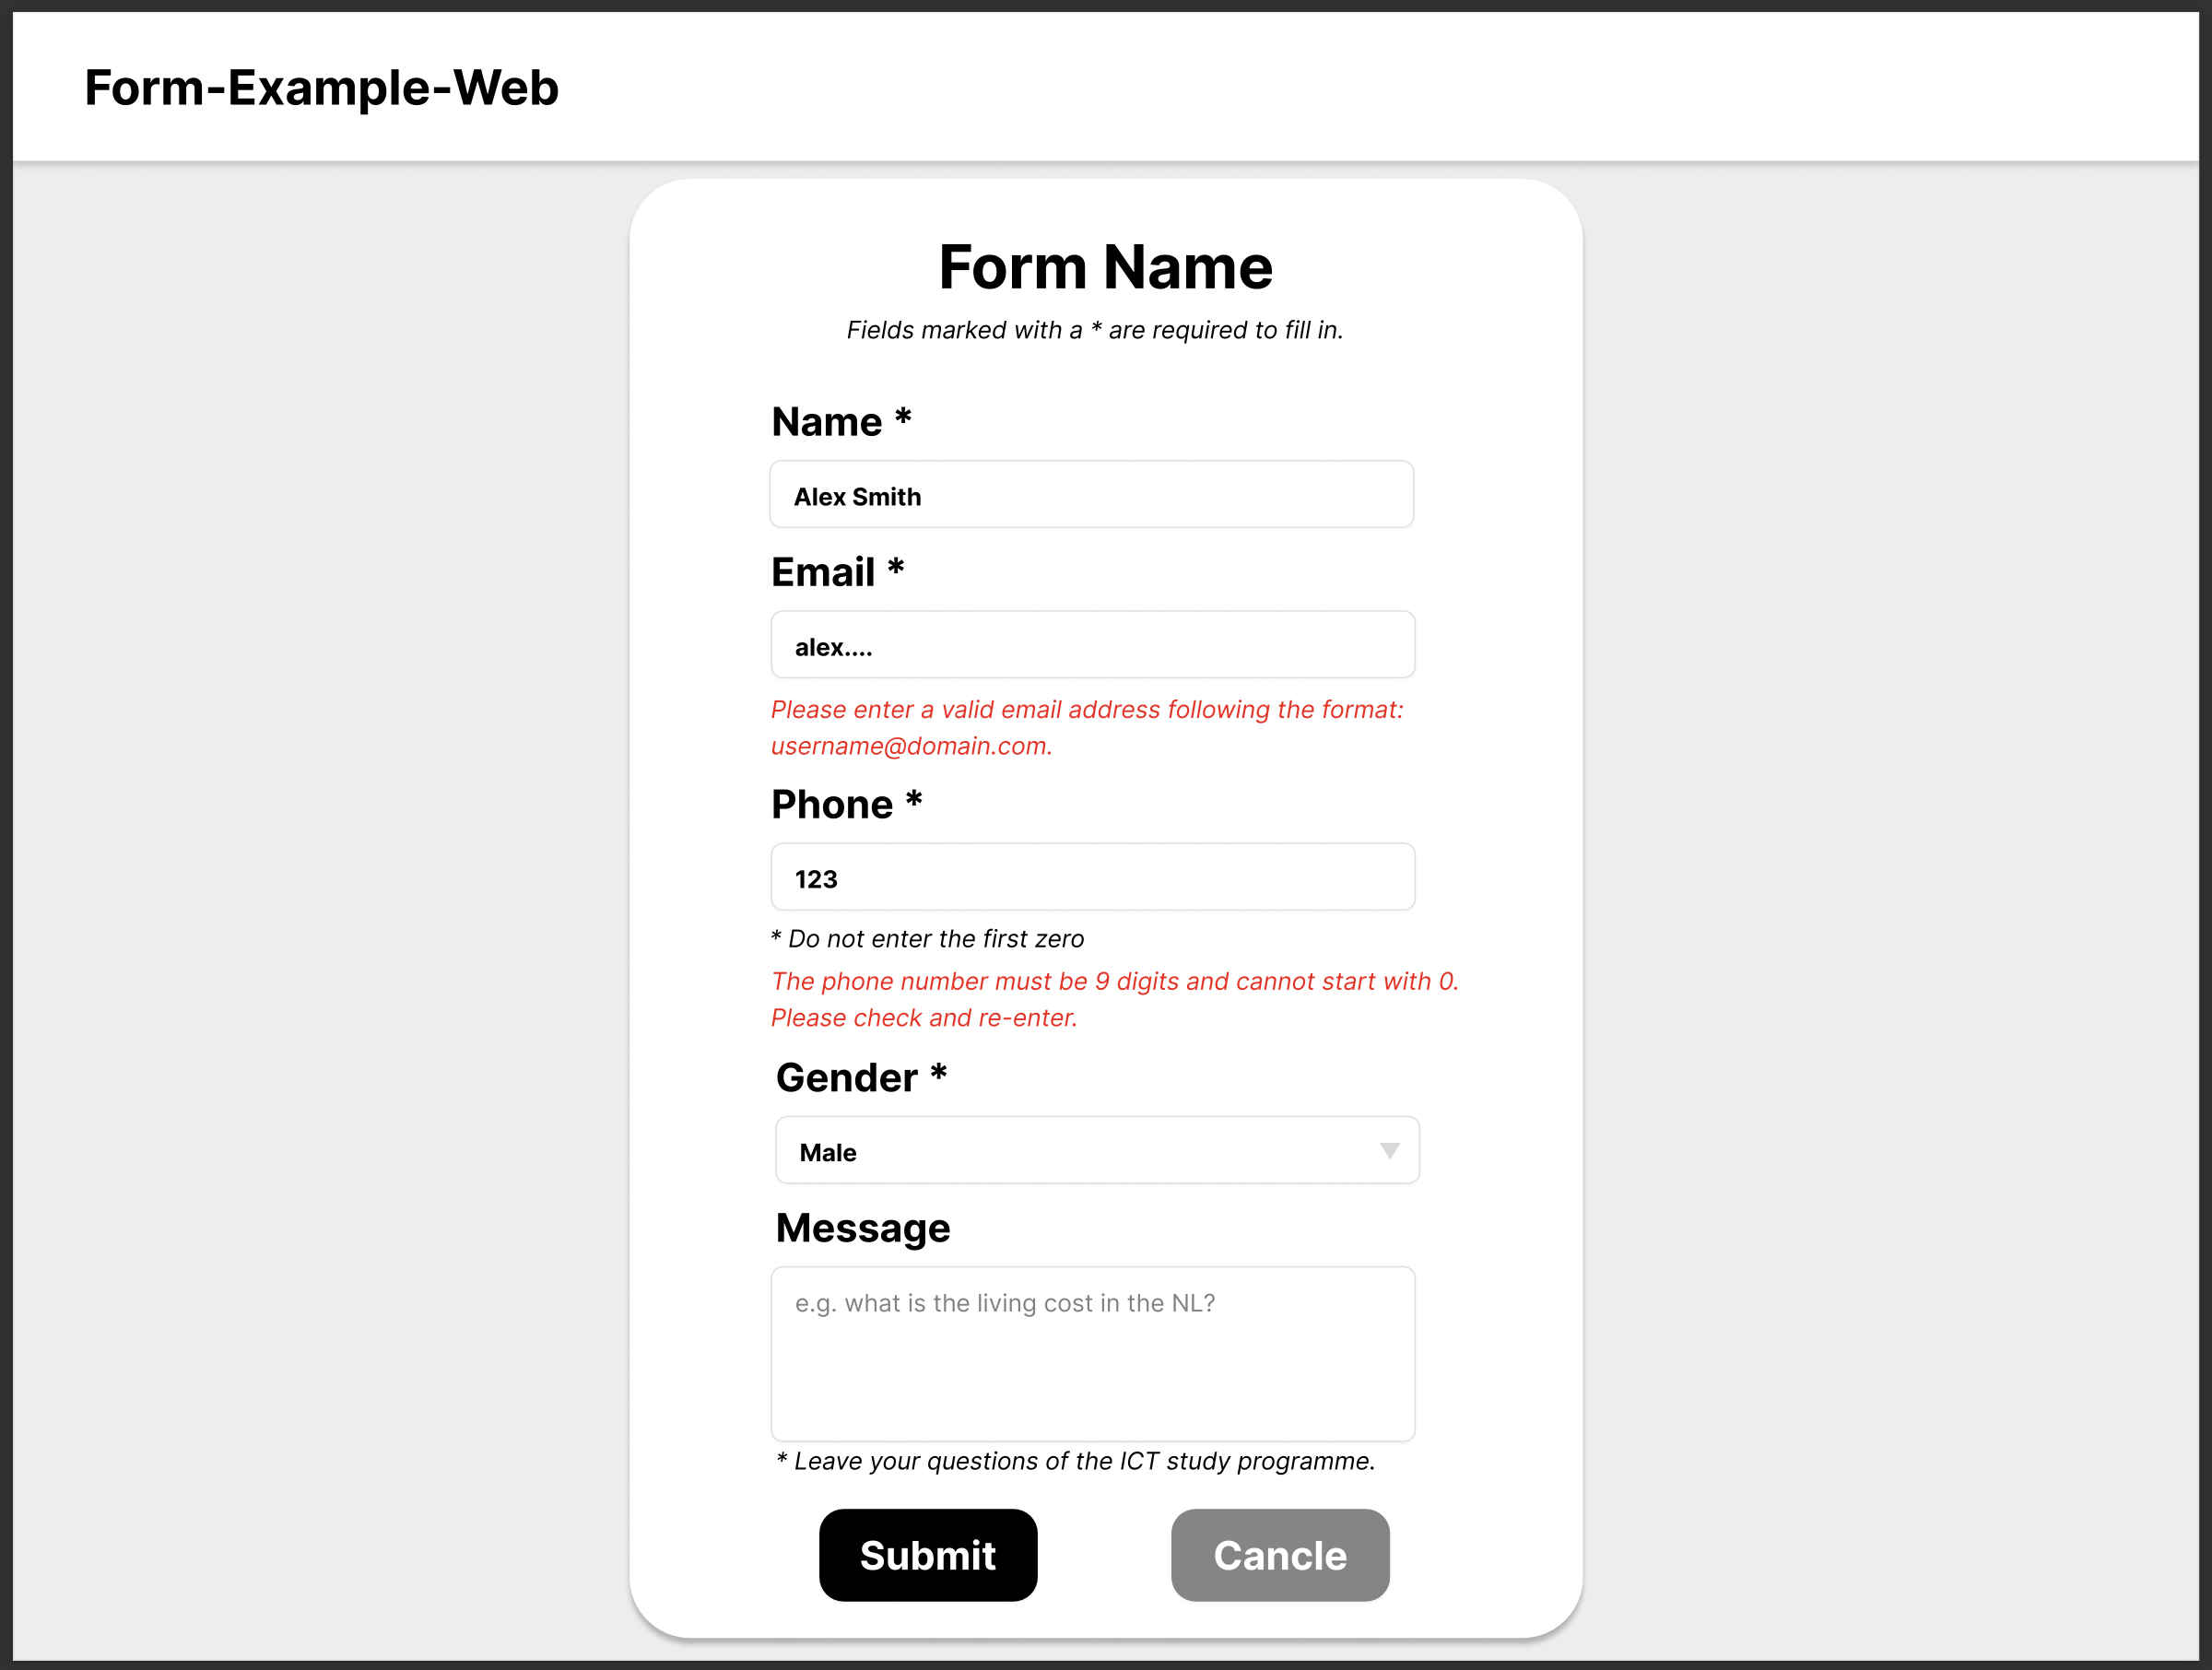 Form-Example-Web
Form Name
Fields marked with a * are required to fill in.
Name *
Alex Smith
Email *
alex....
Please enter a valid email address following the format:
username@domain.com.
Phone *
123
* Do not enter the first zero
The phone number must be 9 digits and cannot start with 0.
Please check and re-enter.
Gender *
Male
Message
e.g. what is the living cost in the NL?
* Leave your questions of the ICT study programme.
Submit
Cancle